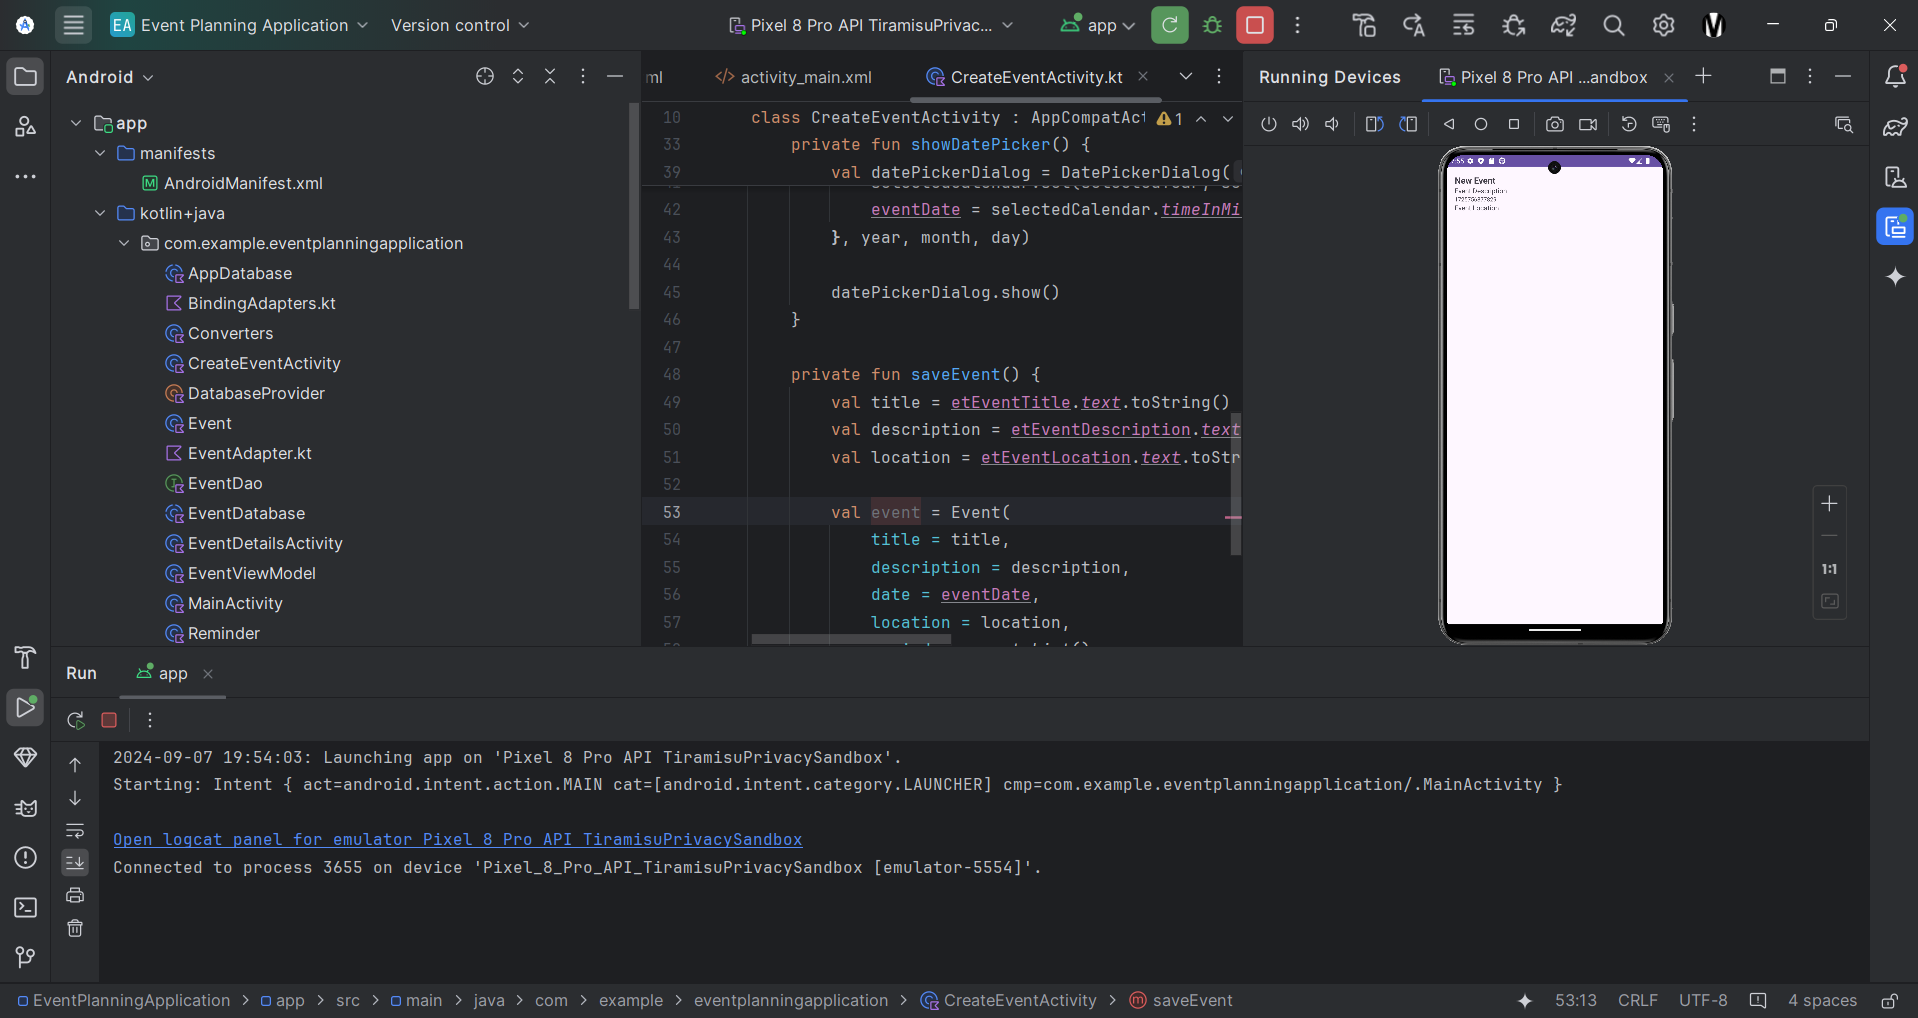 EA Event Planning Application Version control Pixel 8 Pro API TiramisuPrivac... app
Android
app
manifests
AndroidManifest.xml
kotlin+java
com.example.eventplanningapplication
AppDatabase
BindingAdapters.kt
Converters
CreateEventActivity
DatabaseProvider
Event
EventAdapter.kt
EventDao
EventDatabase
EventDetailsActivity
EventViewModel
MainActivity
Reminder
ml activity_main.xml CreateEventActivity.kt
10 class CreateEventActivity : AppCompatAct 1
33 private fun showDatePicker() {
39 val datePickerDialog = DatePickerDialog(
42 eventDate = selectedCalendar.timeInMi
43 }, year, month, day)
44
45 datePickerDialog.show()
46 }
47
48 private fun saveEvent() {
49 val title = etEventTitle.text.toString()
50 val description = etEventDescription.text
51 val location = etEventLocation.text.toStr
52
53 val event = Event(
54 title = title,
55 description = description,
56 date = eventDate,
57 location = location,
Running Devices Pixel 8 Pro API ...andbox
New Event
Event Description
Event Location
1:1
Run app
2024-09-07 19:54:03: Launching app on 'Pixel 8 Pro API TiramisuPrivacySandbox'.
Starting: Intent { act=android.intent.action.MAIN cat=[android.intent.category.LAUNCHER] cmp=com.example.eventplanningapplication/.MainActivity }
Open logcat panel for emulator Pixel 8 Pro API TiramisuPrivacySandbox
Connected to process 3655 on device 'Pixel_8_Pro_API_TiramisuPrivacySandbox [emulator-5554]'.
EventPlanningApplication > app > src > main > java > com > example > eventplanningapplication > CreateEventActivity > saveEvent 53:13 CRLF UTF-8 4 spaces